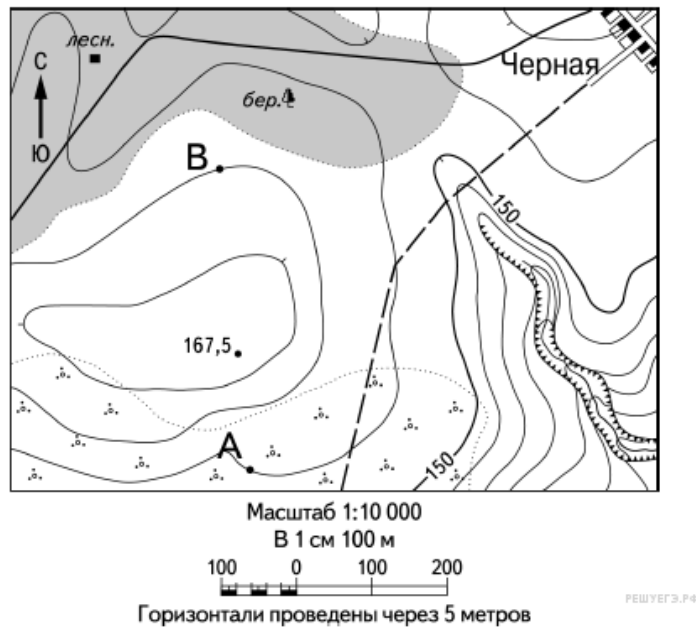 лесн.
С
Черная
бер.
Ю
В
150
167,5
А
150
Масштаб 1:10 000
В 1 см 100 м
100 0 100 200
Горизонтали проведены через 5 метров
РЕШУЕГЭ.РФ